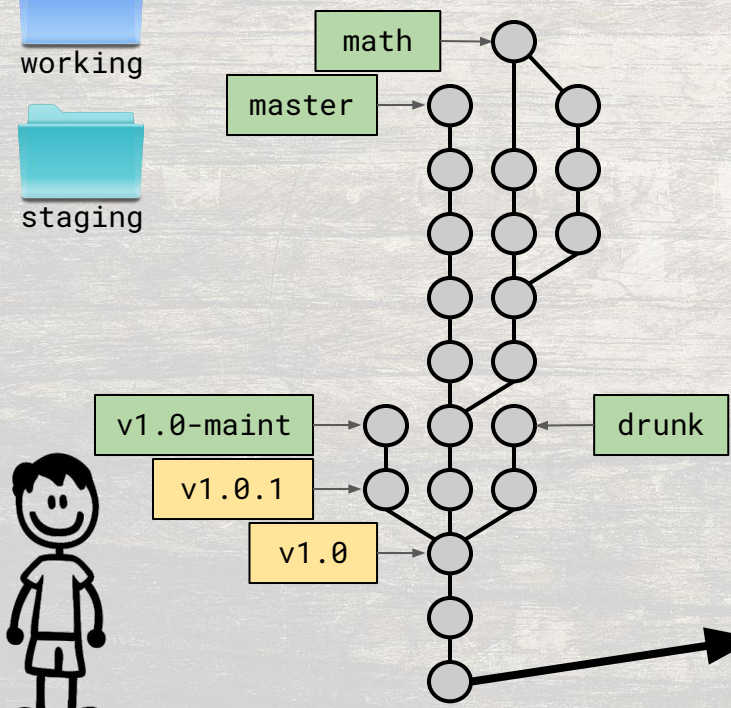 working
staging
math
master
v1.0-maint
drunk
v1.0.1
v1.0